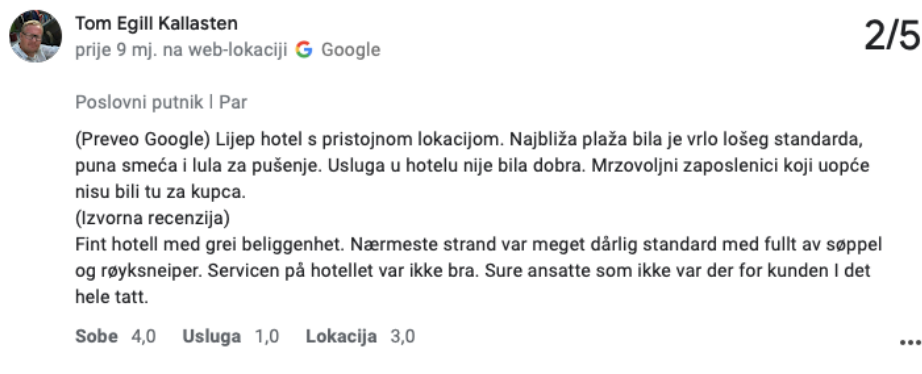 Tom Egill Kallasten
2/5
prije 9 mj. na web-lokaciji Google
Poslovni putnik | Par
(Preveo Google) Lijep hotel s pristojnom lokacijom. Najbliža plaža bila je vrlo lošeg standarda,
puna smeća i lula za pušenje. Usluga u hotelu nije bila dobra. Mrzovoljni zaposlenici koji uopće
nisu bili tu za kupca.
(Izvorna recenzija)
Fint hotell med grei beliggenhet. Nærmeste strand var meget dårlig standard med fullt av søppel
og røyksneiper. Servicen på hotellet var ikke bra. Sure ansatte som ikke var der for kunden I det
hele tatt.
Sobe 4,0 Usluga 1,0 Lokacija 3,0